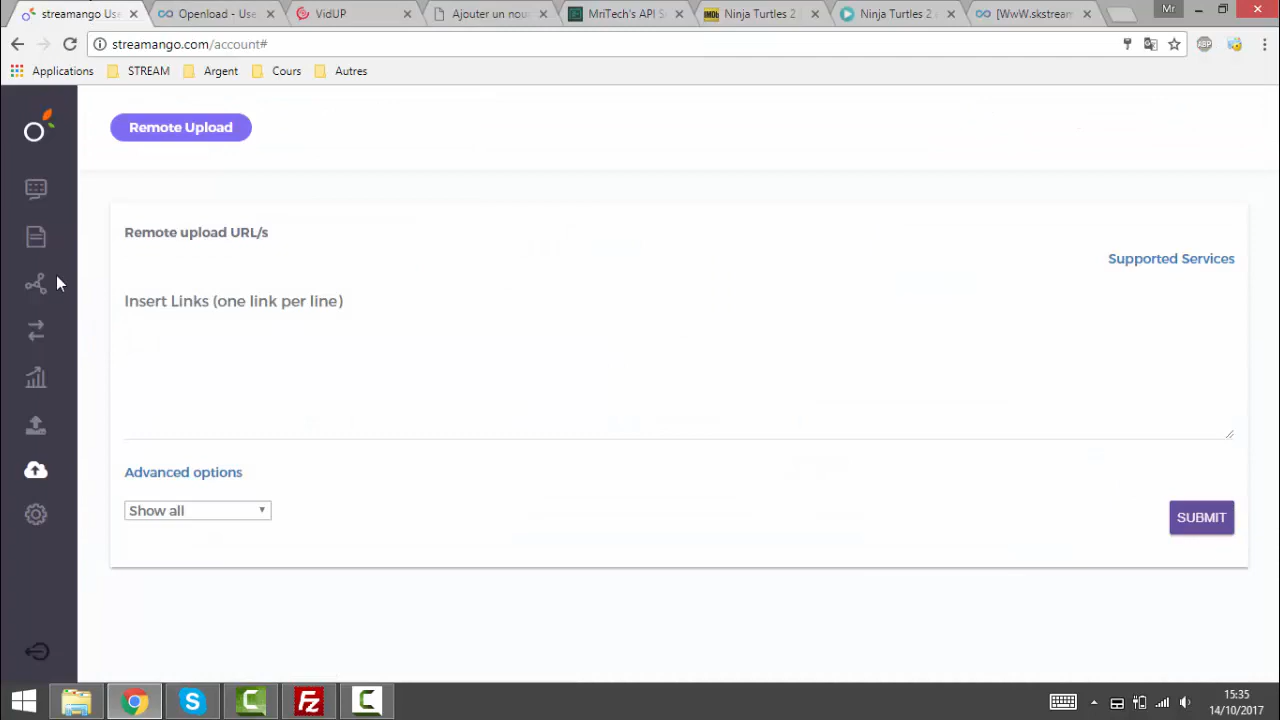 streamango Use
Openload - Use
VidUP
Ajouter un nou
MriTech's API S
Ninja Turtles 2
Ninja Turtles 2
[WwW.skstream
Mr
streamango.com/account#
ABP
Applications
STREAM
Argent
Cours
Autres
Remote Upload
Remote upload URL/s
Supported Services
Insert Links (one link per line)
Advanced options
Show all
SUBMIT
15:35
14/10/2017